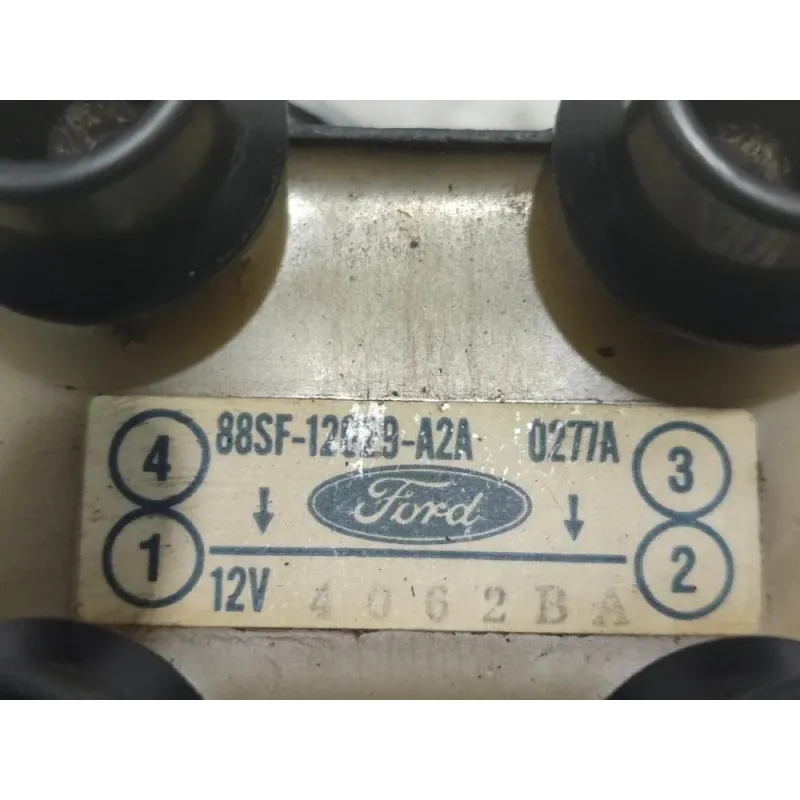 4 88SF-12029-A2A 0277A 3
↓ Ford ↓
1 12V 4062BA 2